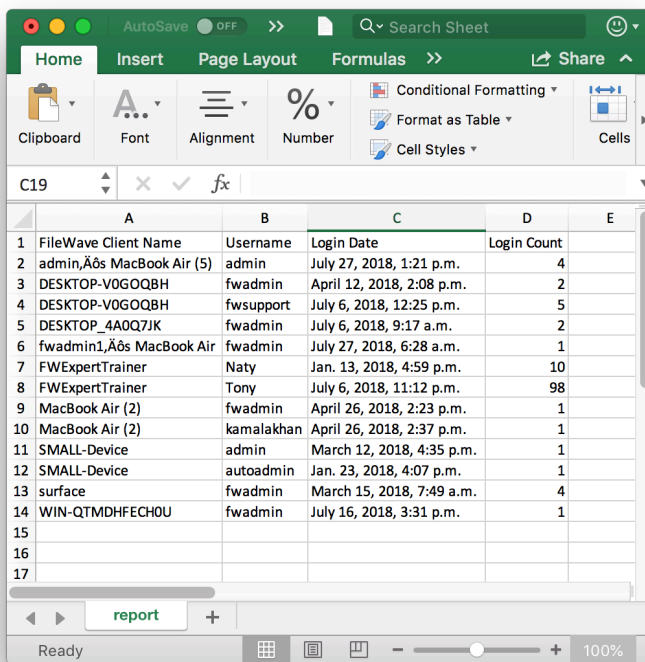 AutoSave OFF Search Sheet
Home Insert Page Layout Formulas Share
Clipboard Font Alignment Number Conditional Formatting Format as Table Cell Styles Cells
C19 fx
A B C D E
1 FileWave Client Name Username Login Date Login Count
2 admin‚Äôs MacBook Air (5) admin July 27, 2018, 1:21 p.m. 4
3 DESKTOP-V0GOQBH fwadmin April 12, 2018, 2:08 p.m. 2
4 DESKTOP-V0GOQBH fwsupport July 6, 2018, 12:25 p.m. 5
5 DESKTOP_4A0Q7JK fwadmin July 6, 2018, 9:17 a.m. 2
6 fwadmin1‚Äôs MacBook Air fwadmin July 27, 2018, 6:28 a.m. 1
7 FWExpertTrainer Naty Jan. 13, 2018, 4:59 p.m. 10
8 FWExpertTrainer Tony July 6, 2018, 11:12 p.m. 98
9 MacBook Air (2) fwadmin April 26, 2018, 2:23 p.m. 1
10 MacBook Air (2) kamalakhan April 26, 2018, 2:37 p.m. 1
11 SMALL-Device admin March 12, 2018, 4:35 p.m. 1
12 SMALL-Device autoadmin Jan. 23, 2018, 4:07 p.m. 1
13 surface fwadmin March 15, 2018, 7:49 a.m. 4
14 WIN-QTMDHFECH0U fwadmin July 16, 2018, 3:31 p.m. 1
15
16
17
report +
Ready 100%